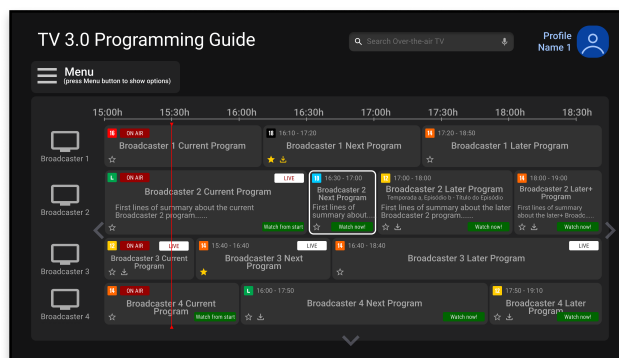 TV 3.0 Programming Guide
Search Over-the-air TV
Profile
Name 1
Menu
(press Menu button to show options)
15:00h 15:30h 16:00h 16:30h 17:00h 17:30h 18:00h 18:30h
Broadcaster 1
18 ON AIR
Broadcaster 1 Current Program
18 16:10 - 17:20
Broadcaster 1 Next Program
14 17:20 - 18:50
Broadcaster 1 Later Program
Broadcaster 2
L ON AIR LIVE
Broadcaster 2 Current Program
First lines of summary about the current
Broadcaster 2 program......
Watch from start
16:30 - 17:00
Broadcaster 2
Next Program
First lines of
summary about...
Watch now!
12 17:00 - 18:00
Broadcaster 2 Later Program
Temporada a, Episódio b - Título do Episódio
First lines of summary about the later
Broadcaster 2 program......
Watch now!
14 18:00 - 19:00
Broadcaster 2 Later+
Program
First lines of summary
about the later+ Broadc....
Watch now!
Broadcaster 3
12 ON AIR LIVE
Broadcaster 3 Current
Program
14 15:40 - 16:40 LIVE
Broadcaster 3 Next
Program
14 16:40 - 18:40 LIVE
Broadcaster 3 Later Program
Broadcaster 4
14 ON AIR
Broadcaster 4 Current
Program
Watch from start
L 16:00 - 17:50
Broadcaster 4 Next Program
Watch now!
12 17:50 - 19:10
Broadcaster 4 Later
Program
Watch now!